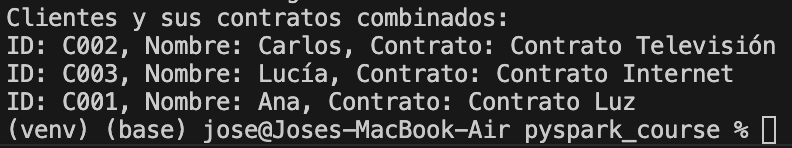 Clientes y sus contratos combinados:
ID: C002, Nombre: Carlos, Contrato: Contrato Televisión
ID: C003, Nombre: Lucía, Contrato: Contrato Internet
ID: C001, Nombre: Ana, Contrato: Contrato Luz
(venv) (base) jose@Joses-MacBook-Air pyspark_course %